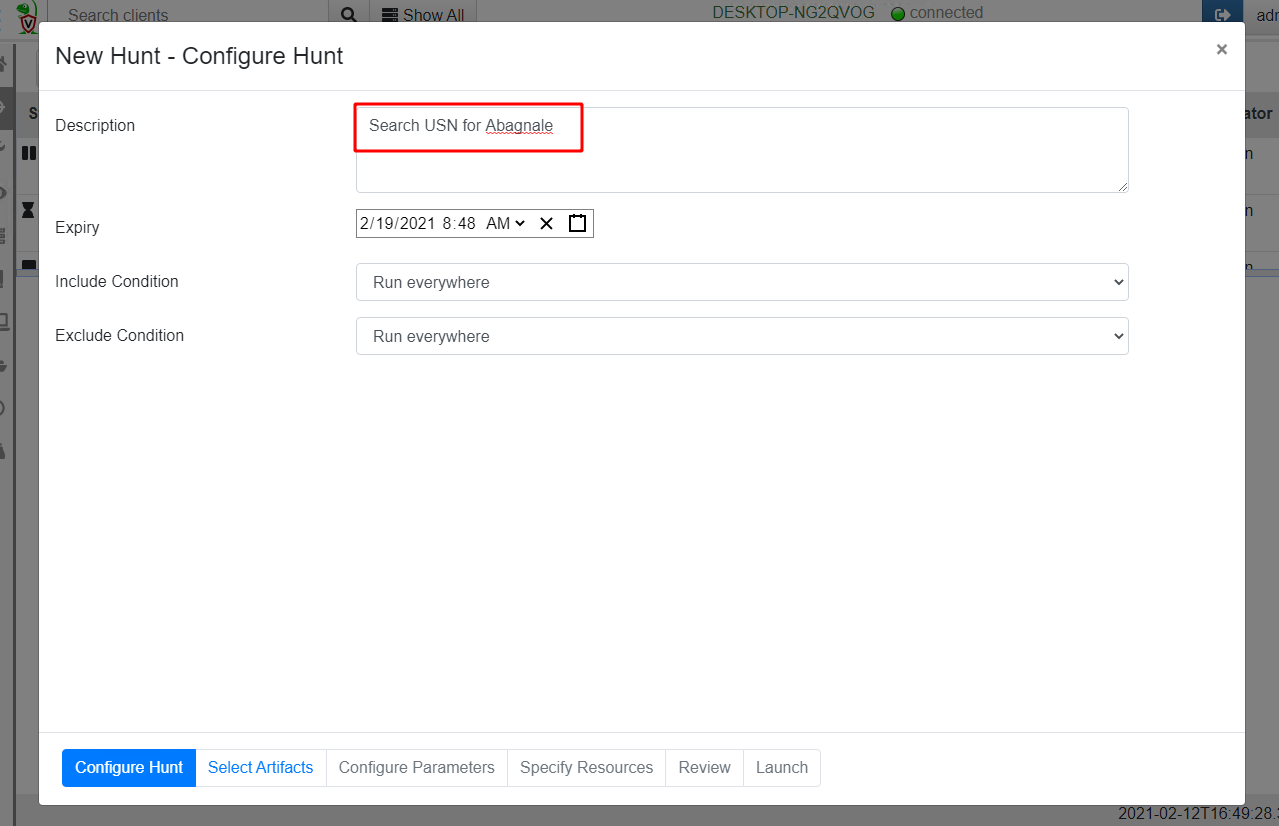 Search clients
Show All
DESKTOP-NG2QVOG
connected
New Hunt - Configure Hunt
×
Description
Search USN for Abagnale
Expiry
2/19/2021 8:48 AM
Include Condition
Run everywhere
Exclude Condition
Run everywhere
Configure Hunt
Select Artifacts
Configure Parameters
Specify Resources
Review
Launch
2021-02-12T16:49:28.